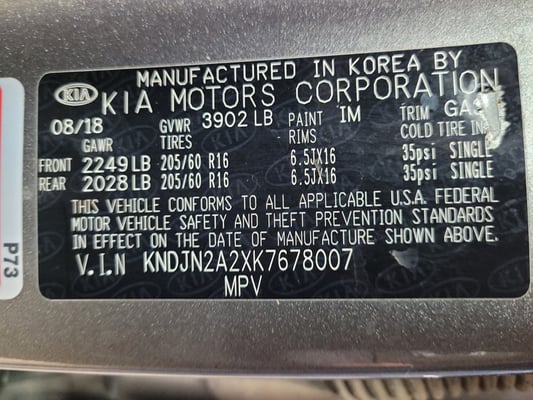 MANUFACTURED IN KOREA BY
KIA KIA MOTORS CORPORATION
08/18 GVWR 3902 LB PAINT IM TRIM GAS
GAWR TIRES RIMS COLD TIRE IN
FRONT 2249 LB 205/60 R16 6.5JX16 35psi SINGLE
REAR 2028 LB 205/60 R16 6.5JX16 35psi SINGLE
THIS VEHICLE CONFORMS TO ALL APPLICABLE U.S.A. FEDERAL
MOTOR VEHICLE SAFETY AND THEFT PREVENTION STANDARDS
IN EFFECT ON THE DATE OF MANUFACTURE SHOWN ABOVE.
V.I.N KNDJN2A2XK7678007
MPV
P73